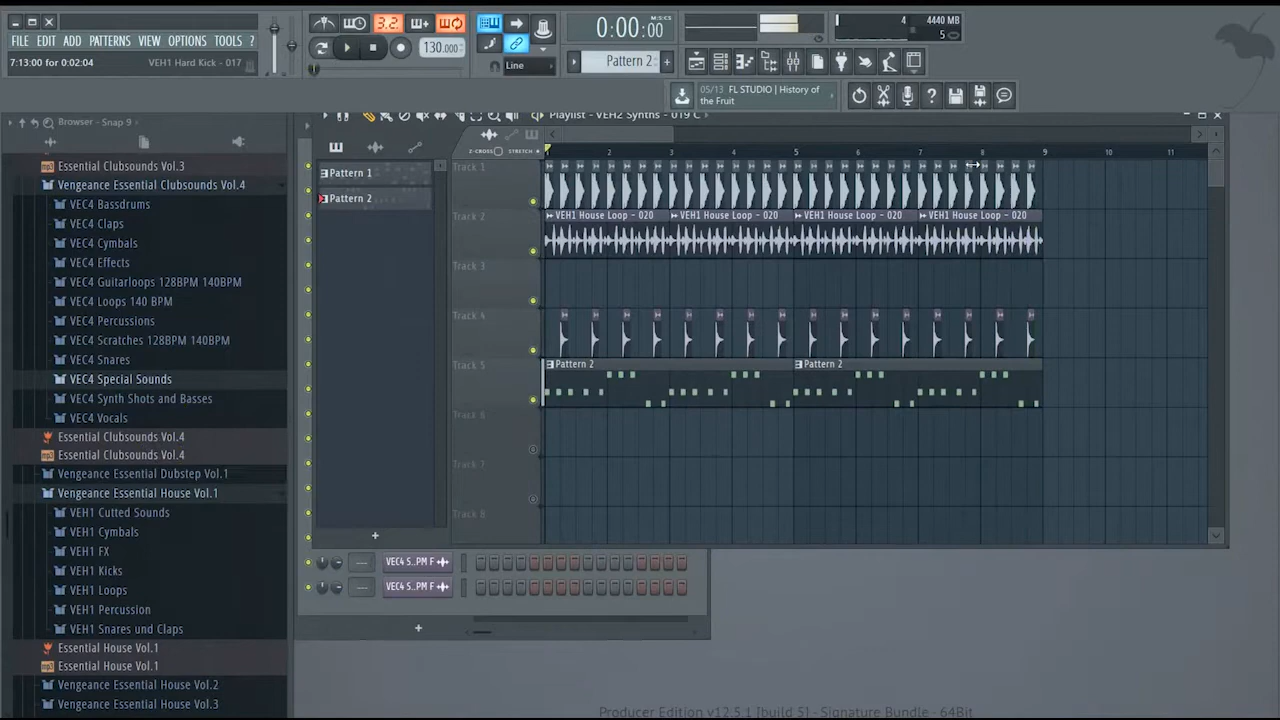 FILE EDIT ADD PATTERNS VIEW OPTIONS TOOLS ?
7:13:00 for 0:02:04 VEH1 Hard Kick - 017
3.2
130.000
Line
0:00:00
M:S:CS
Pattern 2
4
4440 MB
5
05/13 FL STUDIO | History of the Fruit
Browser - Snap 9
Essential Clubsounds Vol.3
Vengeance Essential Clubsounds Vol.4
VEC4 Bassdrums
VEC4 Claps
VEC4 Cymbals
VEC4 Effects
VEC4 Guitarloops 128BPM 140BPM
VEC4 Loops 140 BPM
VEC4 Percussions
VEC4 Scratches 128BPM 140BPM
VEC4 Snares
VEC4 Special Sounds
VEC4 Synth Shots and Basses
VEC4 Vocals
Essential Clubsounds Vol.4
Essential Clubsounds Vol.4
Vengeance Essential Dubstep Vol.1
Vengeance Essential House Vol.1
VEH1 Cutted Sounds
VEH1 Cymbals
VEH1 FX
VEH1 Kicks
VEH1 Loops
VEH1 Percussion
VEH1 Snares und Claps
Essential House Vol.1
Essential House Vol.1
Vengeance Essential House Vol.2
Vengeance Essential House Vol.3
Playlist - VEH2 Synths - 019 C
Z-CROSS STRETCH
Pattern 1
Pattern 2
1 2 3 4 5 6 7 8 9 10 11
Track 1
Track 2
VEH1 House Loop - 020 VEH1 House Loop - 020 VEH1 House Loop - 020 VEH1 House Loop - 020
Track 3
Track 4
Track 5
Pattern 2 Pattern 2
Track 6
Track 7
Track 8
VEC4 S..PM F
VEC4 S..PM F
Producer Edition v12.5.1 [build 5] - Signature Bundle - 64Bit